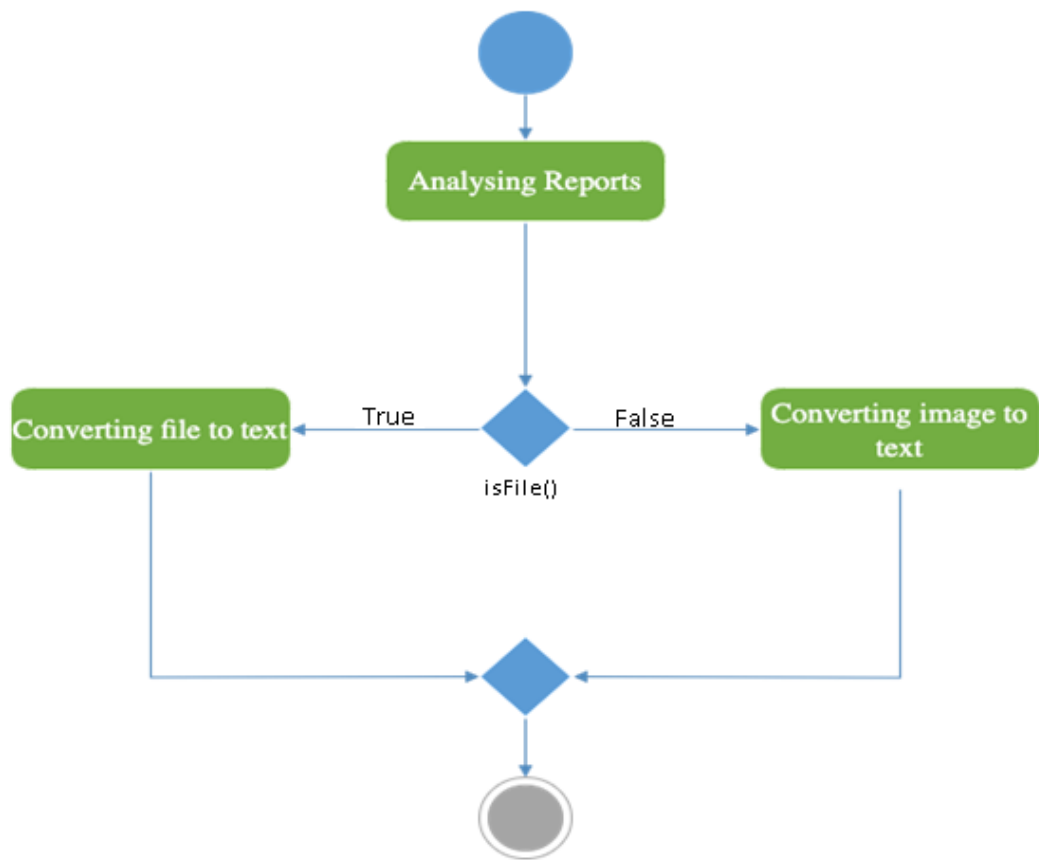 Analysing Reports
Converting file to text
True
False
Converting image to
text
isFile()